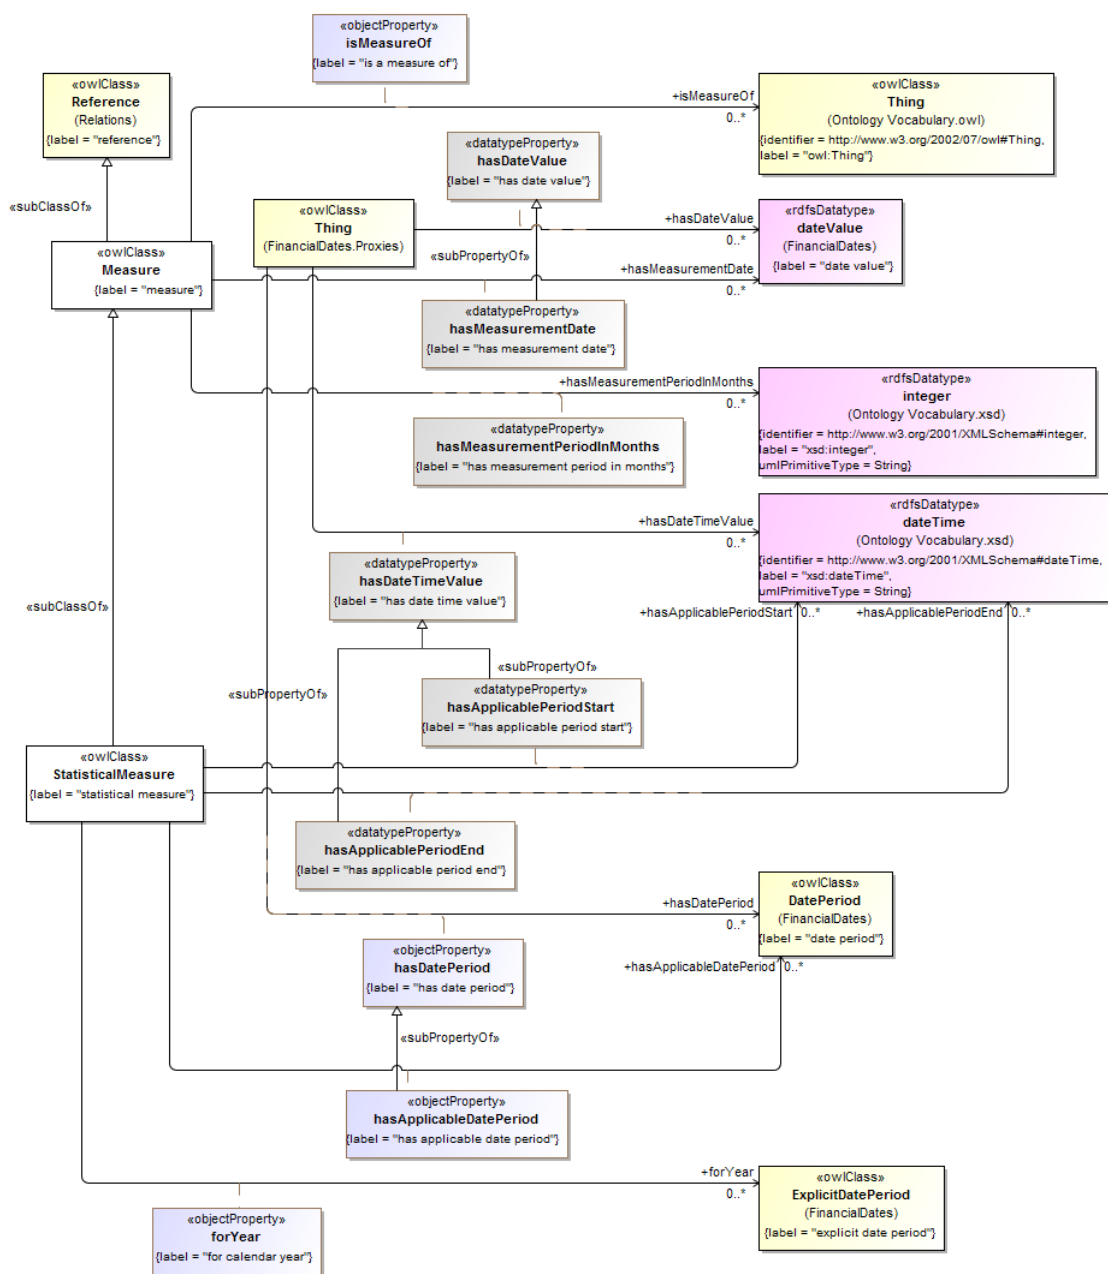 «objectProperty»
isMeasureOf
{label = "is a measure of"}
«owlClass»
Reference
(Relations)
{label = "reference"}
+isMeasureOf
0..*
«owlClass»
Thing
(Ontology Vocabulary.owl)
{identifier = http://www.w3.org/2002/07/owl#Thing,
label = "owl:Thing"}
«datatypeProperty»
hasDateValue
{label = "has date value"}
«subClassOf»
«owlClass»
Thing
(FinancialDates.Proxies)
+hasDateValue
0..*
«rdfsDatatype»
dateValue
(FinancialDates)
{label = "date value"}
«owlClass»
Measure
{label = "measure"}
«subPropertyOf»
+hasMeasurementDate
0..*
«datatypeProperty»
hasMeasurementDate
{label = "has measurement date"}
+hasMeasurementPeriodInMonths
0..*
«rdfsDatatype»
integer
(Ontology Vocabulary.xsd)
{identifier = http://www.w3.org/2001/XMLSchema#integer,
label = "xsd:integer",
umlPrimitiveType = String}
«datatypeProperty»
hasMeasurementPeriodInMonths
{label = "has measurement period in months"}
+hasDateTimeValue
0..*
«rdfsDatatype»
dateTime
(Ontology Vocabulary.xsd)
{identifier = http://www.w3.org/2001/XMLSchema#dateTime,
label = "xsd:dateTime",
umlPrimitiveType = String}
«datatypeProperty»
hasDateTimeValue
{label = "has date time value"}
«subClassOf»
+hasApplicablePeriodStart
0..*
+hasApplicablePeriodEnd
0..*
«subPropertyOf»
«subPropertyOf»
«datatypeProperty»
hasApplicablePeriodStart
{label = "has applicable period start"}
«owlClass»
StatisticalMeasure
{label = "statistical measure"}
«datatypeProperty»
hasApplicablePeriodEnd
{label = "has applicable period end"}
+hasDatePeriod
0..*
«owlClass»
DatePeriod
(FinancialDates)
{label = "date period"}
«objectProperty»
hasDatePeriod
{label = "has date period"}
+hasApplicableDatePeriod
0..*
«subPropertyOf»
«objectProperty»
hasApplicableDatePeriod
{label = "has applicable date period"}
+forYear
0..*
«owlClass»
ExplicitDatePeriod
(FinancialDates)
{label = "explicit date period"}
«objectProperty»
forYear
{label = "for calendar year"}